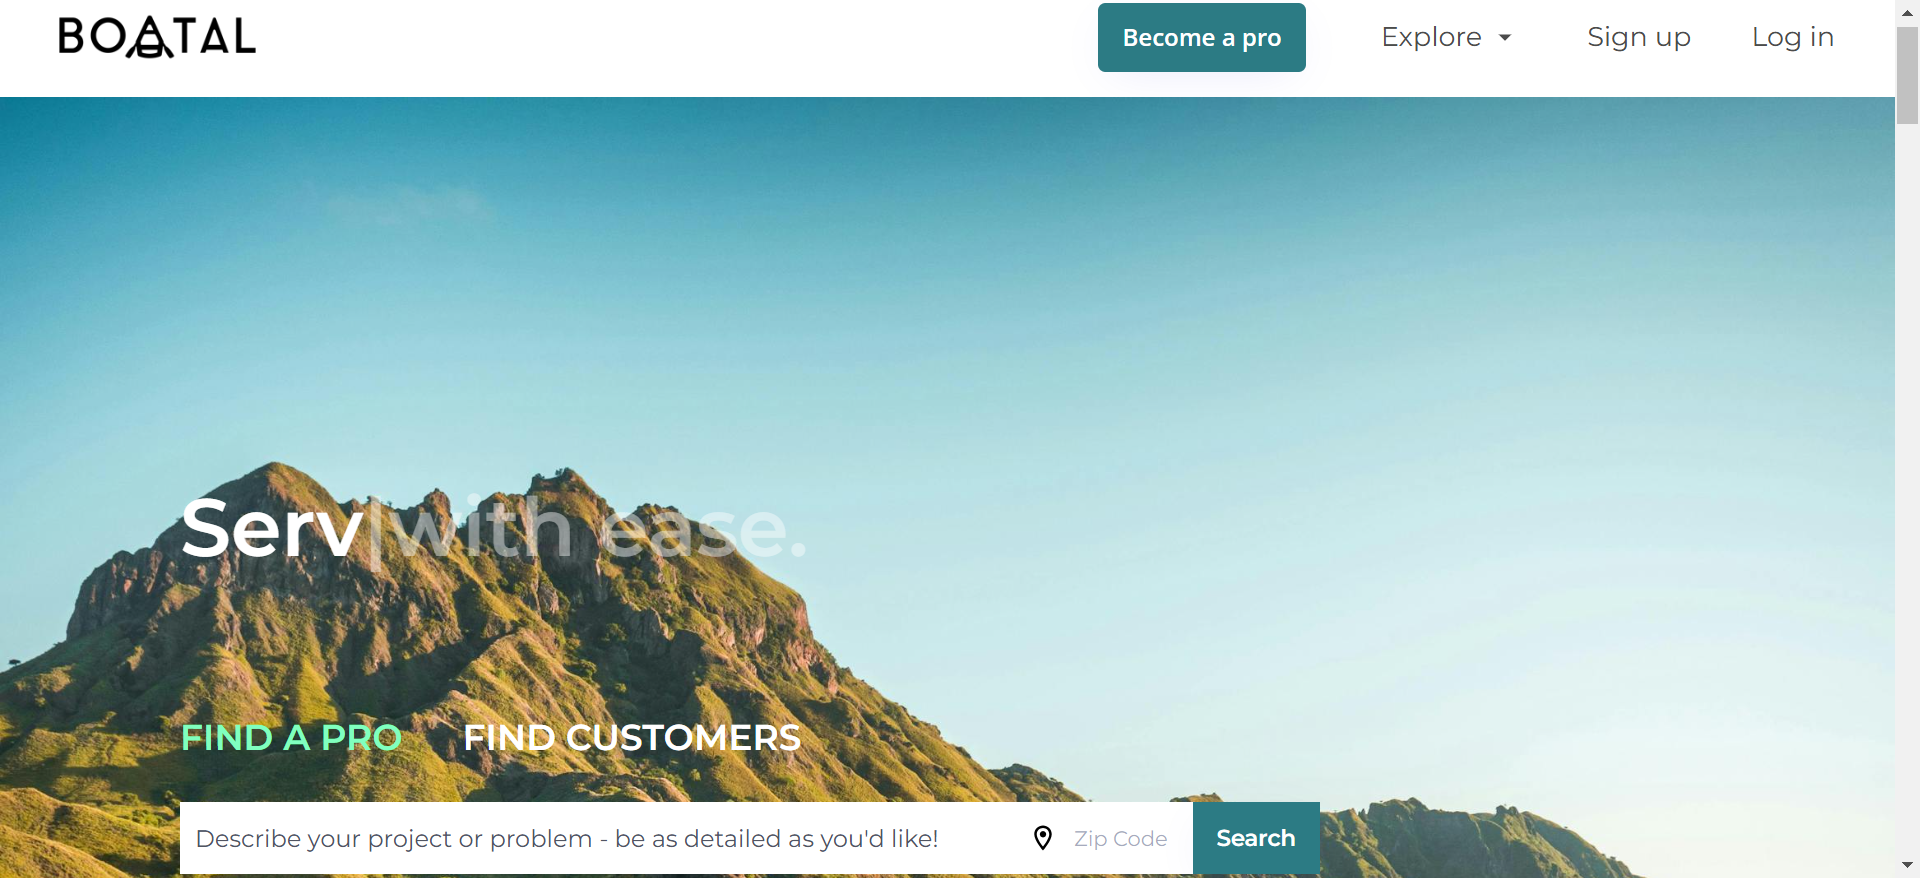 BOATAL
Become a pro
Explore
Sign up
Log in
Serv|with ease.
FIND A PRO
FIND CUSTOMERS
Describe your project or problem - be as detailed as you'd like!
Zip Code
Search